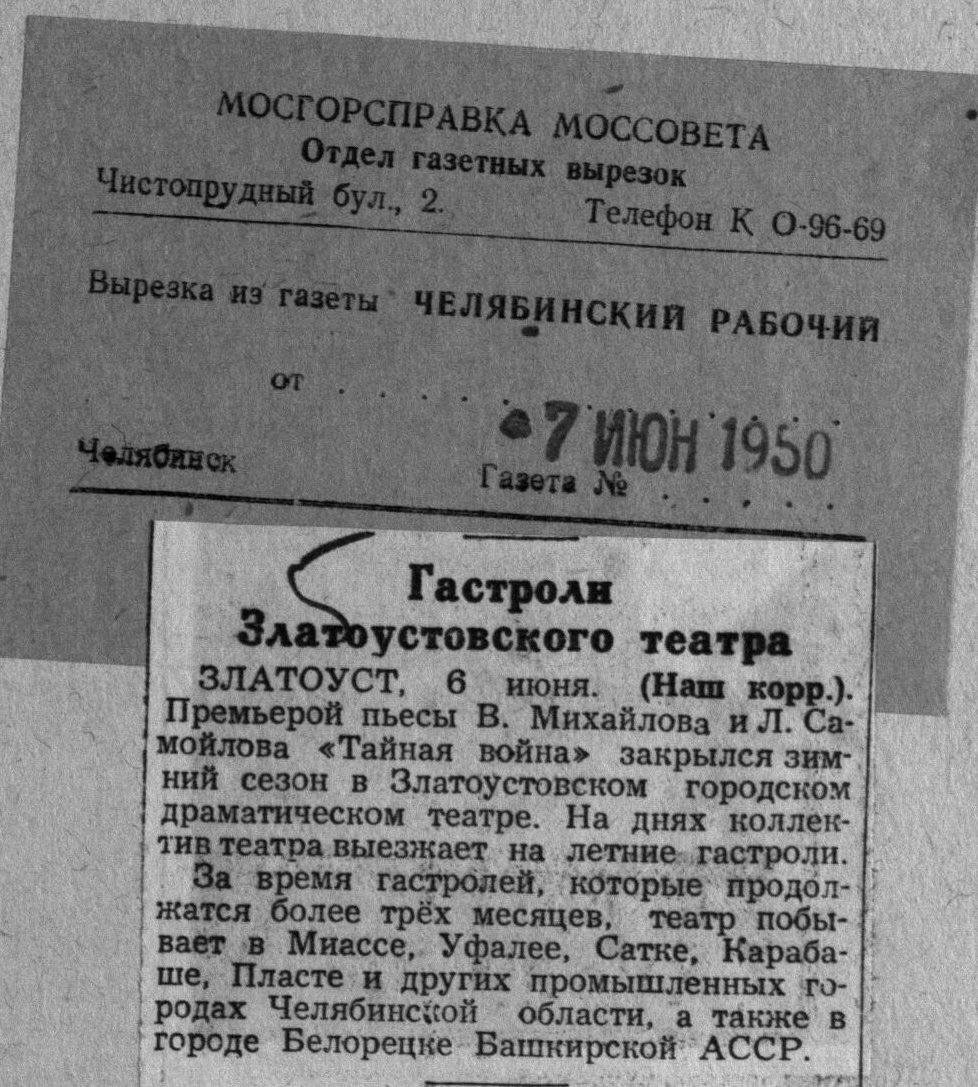 МОСГОРСПРАВКА МОССОВЕТА
Отдел газетных вырезок
Чистопрудный бул., 2. Телефон К 0-96-69
Вырезка из газеты ЧЕЛЯБИНСКИЙ РАБОЧИЙ
от . . . . . . . . . . .
7 ИЮН 1950
Челябинск Газета № . . . . .
Гастроли
Златоустовского театра
ЗЛАТОУСТ, 6 июня. (Наш корр.).
Премьерой пьесы В. Михайлова и Л. Са-
мойлова «Тайная война» закрылся зим-
ний сезон в Златоустовском городском
драматическом театре. На днях коллек-
тив театра выезжает на летние гастроли.
За время гастролей, которые продол-
жатся более трёх месяцев, театр побы-
вает в Миассе, Уфалее, Сатке, Караба-
ше, Пласте и других промышленных го-
родах Челябинской области, а также в
городе Белорецке Башкирской АССР.